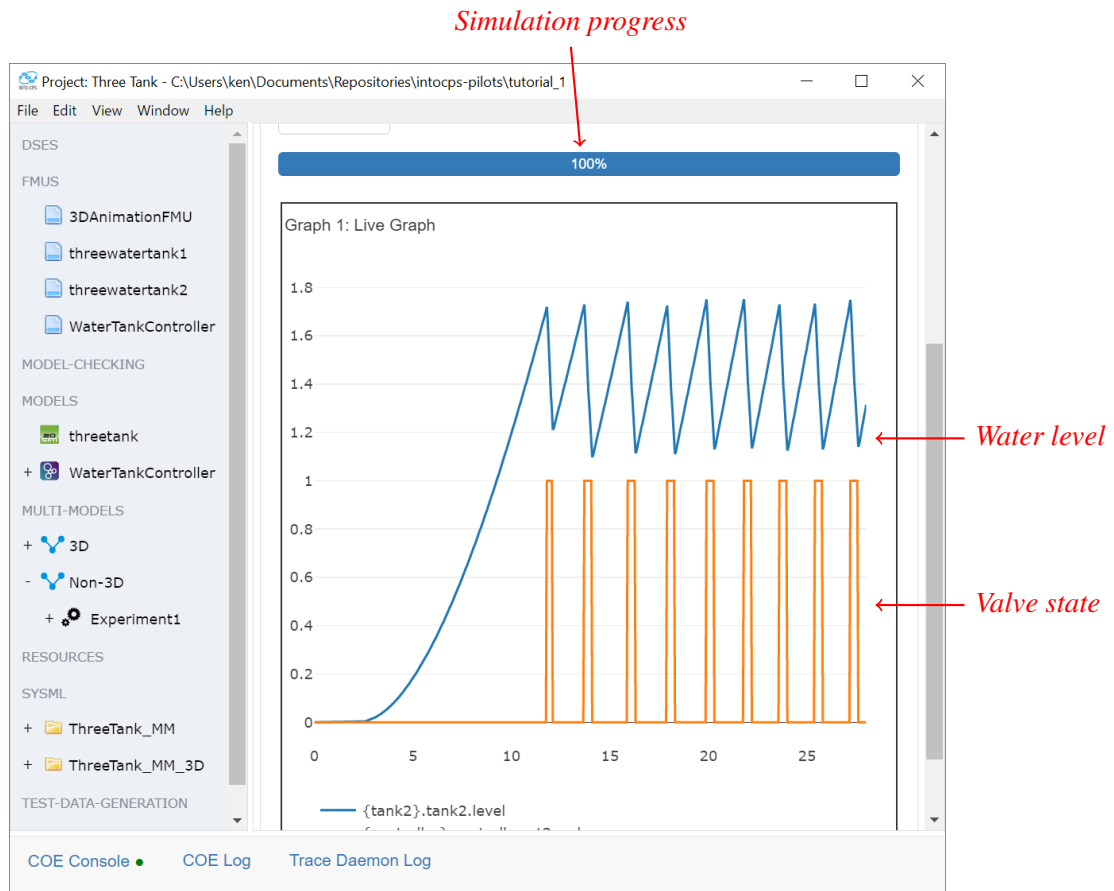 Simulation progress
Project: Three Tank - C:\Users\ken\Documents\Repositories\intocps-pilots\tutorial_1
File Edit View Window Help
DSES
FMUS
3DAnimationFMU
threewatertank1
threewatertank2
WaterTankController
MODEL-CHECKING
MODELS
threetank
+ WaterTankController
MULTI-MODELS
+ 3D
- Non-3D
+ Experiment1
RESOURCES
SYSML
+ ThreeTank_MM
+ ThreeTank_MM_3D
TEST-DATA-GENERATION
100%
Graph 1: Live Graph
1.8
1.6
1.4
1.2
1
0.8
0.6
0.4
0.2
0
0 5 10 15 20 25
{tank2}.tank2.level
Water level
Valve state
COE Console COE Log Trace Daemon Log